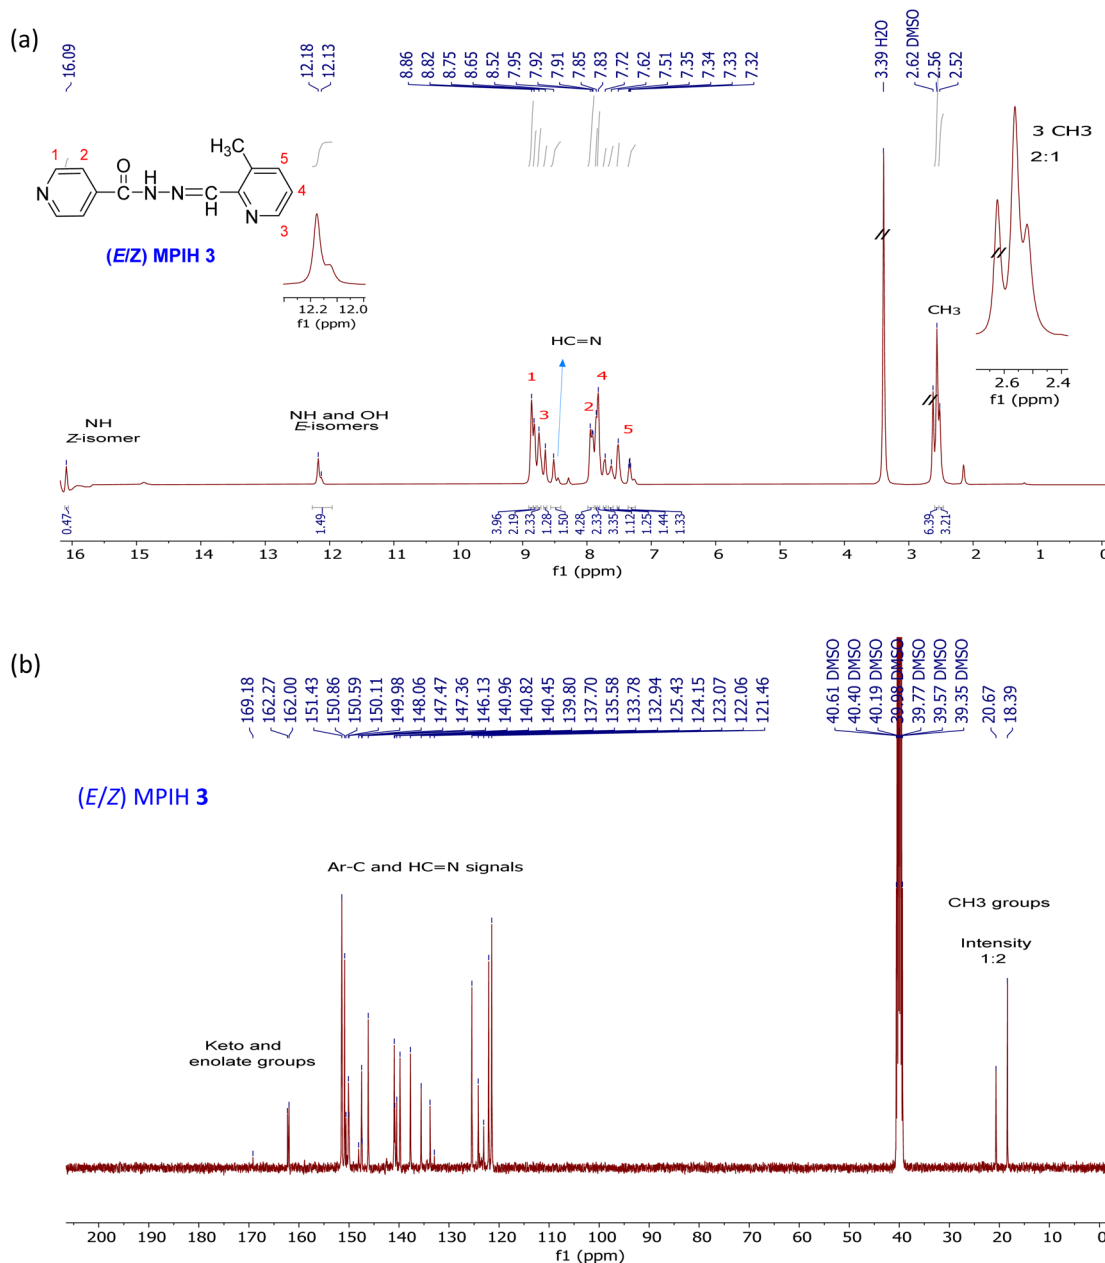 (a)
16.09
12.18
12.13
8.86
8.82
8.75
8.65
8.52
7.95
7.92
7.91
7.85
7.83
7.72
7.62
7.51
7.35
7.34
7.33
7.32
3.39 H2O
2.62 DMSO
2.56
2.52
3 CH3
2:1
H3C
1 2 O 5
N C N N C 4
H H N
3
(E/Z) MPIH 3
12.2 12.0
f1 (ppm)
2.6 2.4
f1 (ppm)
HC=N
CH3
1
3
2
4
5
NH
Z-isomer
NH and OH
E-isomers
0.47
1.49
3.96
2.19
2.33
1.28
1.50
4.28
2.33
3.35
1.12
1.25
1.44
1.33
6.39
3.21
16 15 14 13 12 11 10 9 8 7 6 5 4 3 2 1 0
f1 (ppm)
(b)
169.18
162.27
162.00
151.43
150.86
150.59
150.11
149.98
148.06
147.47
147.36
146.13
140.96
140.82
140.45
139.80
137.70
135.58
133.78
132.94
125.43
124.15
123.07
122.06
121.46
40.61 DMSO
40.40 DMSO
40.19 DMSO
39.98 DMSO
39.77 DMSO
39.57 DMSO
39.35 DMSO
20.67
18.39
(E/Z) MPIH 3
Ar-C and HC=N signals
CH3 groups
Intensity
1:2
Keto and
enolate groups
200 190 180 170 160 150 140 130 120 110 100 90 80 70 60 50 40 30 20 10 0
f1 (ppm)